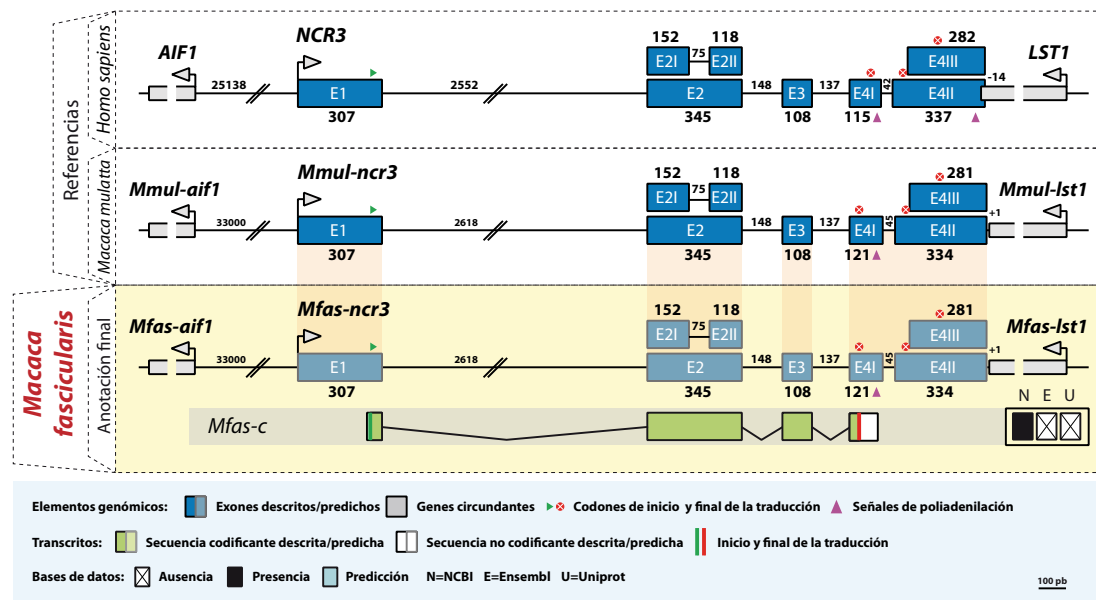 Referencias
Homo sapiens
AIF1
NCR3
LST1
152
118
282
75
E2I
E2II
E4III
25138
2552
148
137
42
-14
E1
E2
E3
E4I
E4II
307
345
108
115
337
Macaca mulatta
Mmul-aif1
Mmul-ncr3
Mmul-lst1
152
118
281
75
E2I
E2II
E4III
33000
2618
148
137
45
+1
E1
E2
E3
E4I
E4II
307
345
108
121
334
Macaca
fascicularis
Anotación final
Mfas-aif1
Mfas-ncr3
Mfas-lst1
152
118
281
75
E2I
E2II
E4III
33000
2618
148
137
45
+1
E1
E2
E3
E4I
E4II
307
345
108
121
334
N E U
Mfas-c
Elementos genómicos: Exones descritos/predichos Genes circundantes Codones de inicio y final de la traducción Señales de poliadenilación
Transcritos: Secuencia codificante descrita/predicha Secuencia no codificante descrita/predicha Inicio y final de la traducción
Bases de datos: Ausencia Presencia Predicción N=NCBI E=Ensembl U=Uniprot
100 pb